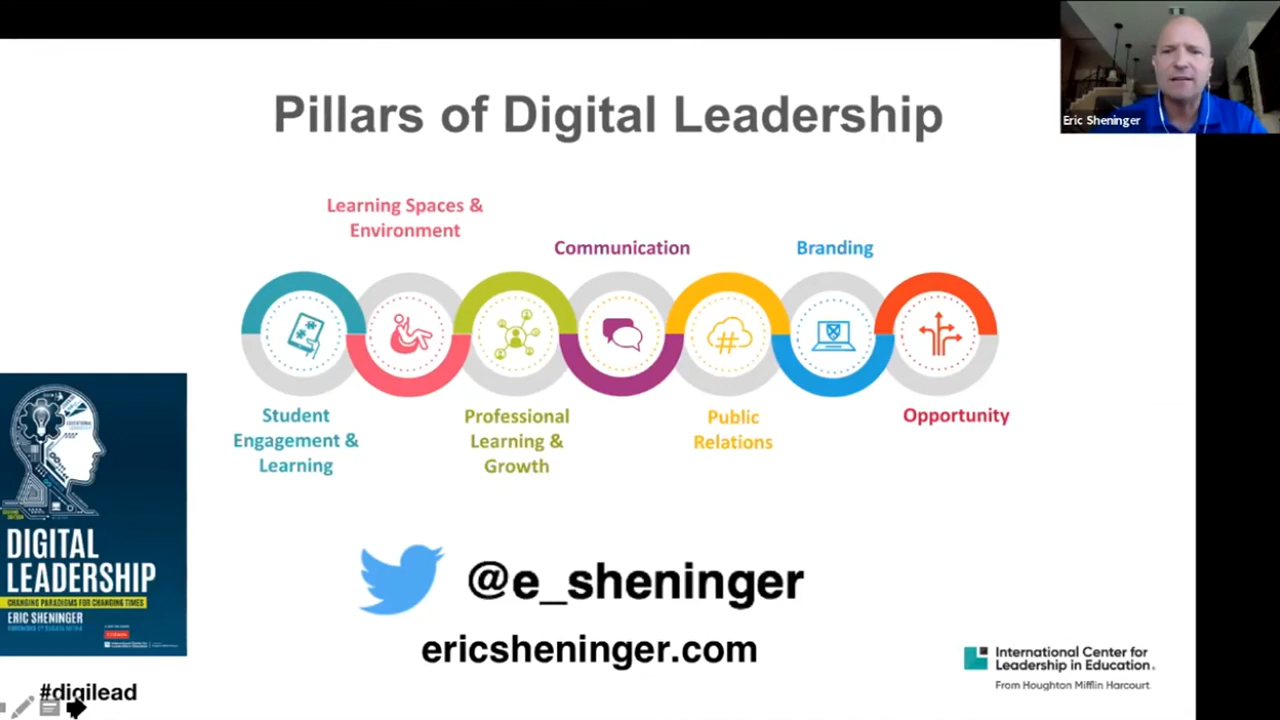 Eric Sheninger
Pillars of Digital Leadership
Learning Spaces &
Environment
Communication
Branding
#
Student
Engagement &
Learning
Professional
Learning &
Growth
Public
Relations
Opportunity
DIGITAL
LEADERSHIP
CHANGING PARADIGMS FOR CHANGING TIMES
ERIC SHENINGER
@e_sheninger
ericsheninger.com
International Center for
Leadership in Education.
From Houghton Mifflin Harcourt
#digilead